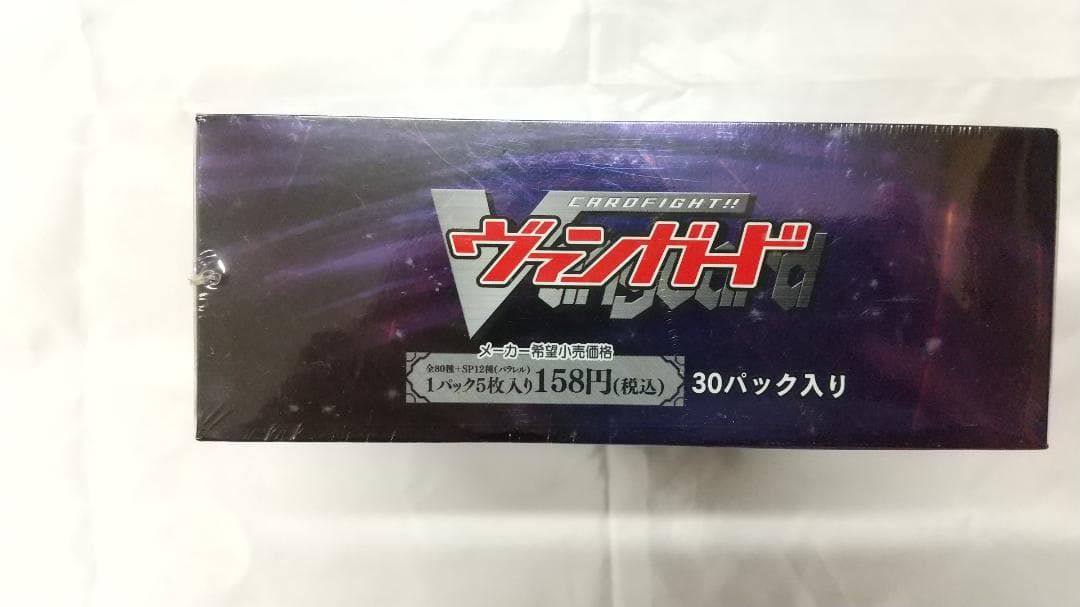 CARDFIGHT!!
ヴァンガード
Vanguard
メーカー希望小売価格
全80種+SP12種(パラレル)
1パック5枚入り158円(税込)
30パック入り